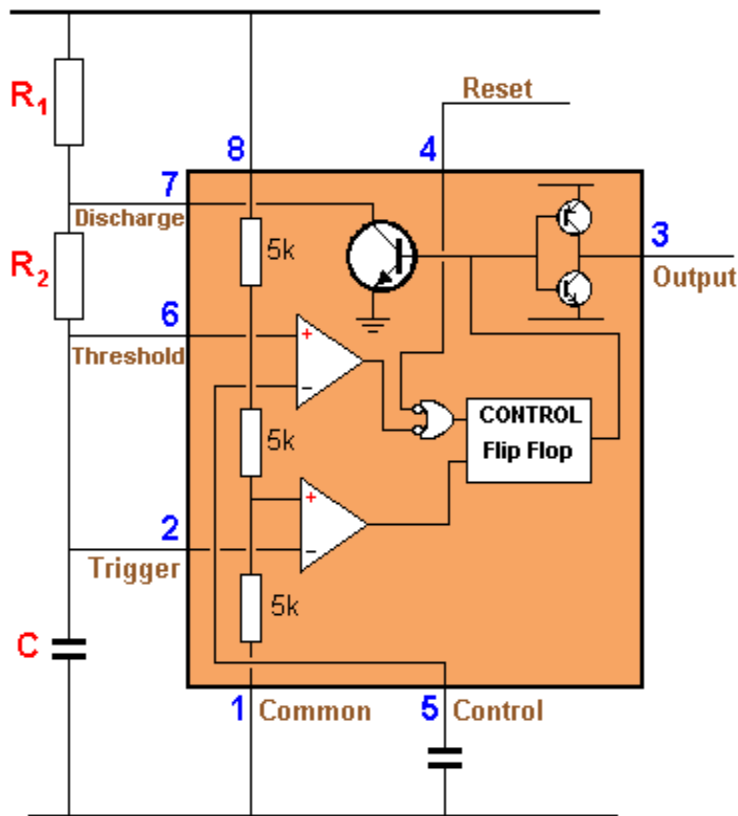 R1
Reset
8
4
7
Discharge
5k
3
Output
R2
6
Threshold
+
−
5k
CONTROL
Flip Flop
2
Trigger
+
−
5k
C
1 Common
5 Control